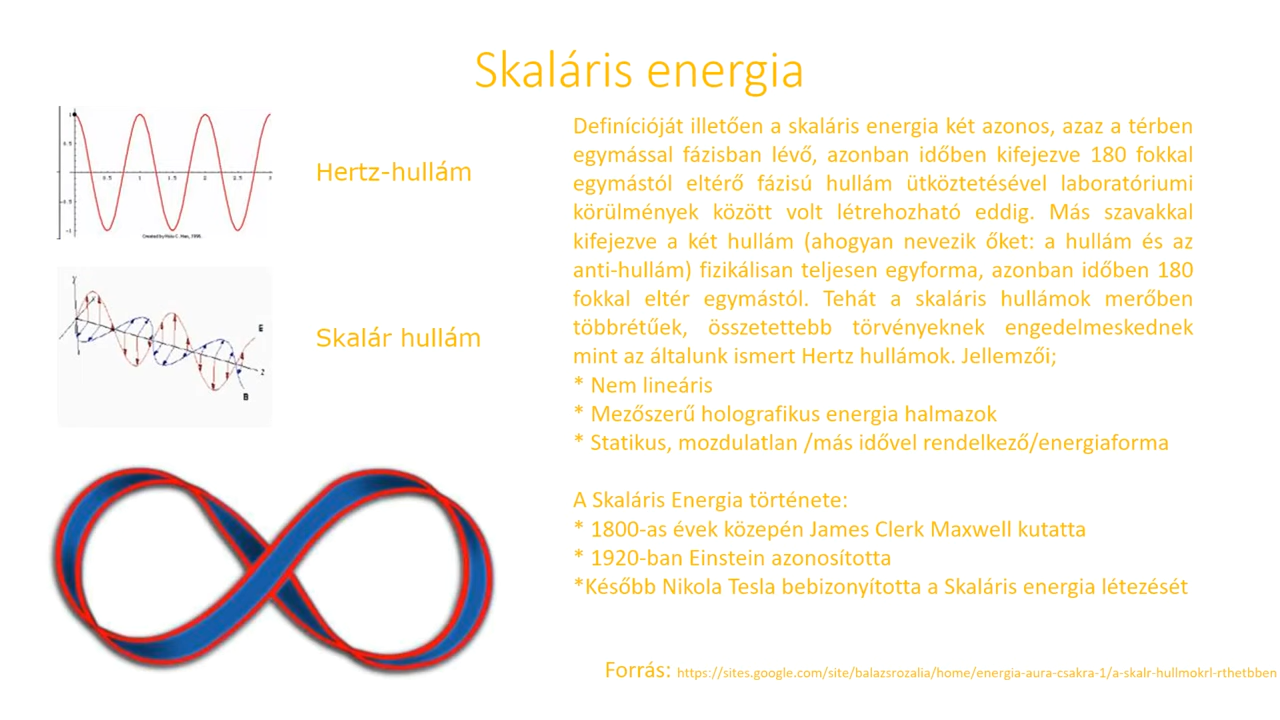 Skaláris energia
Hertz-hullám
Skalár hullám
Definícióját illetően a skaláris energia két azonos, azaz a térben
egymással fázisban lévő, azonban időben kifejezve 180 fokkal
egymástól eltérő fázisú hullám ütköztetésével laboratóriumi
körülmények között volt létrehozható eddig. Más szavakkal
kifejezve a két hullám (ahogyan nevezik őket: a hullám és az
anti-hullám) fizikálisan teljesen egyforma, azonban időben 180
fokkal eltér egymástól. Tehát a skaláris hullámok merőben
többrétűek, összetettebb törvényeknek engedelmeskednek
mint az általunk ismert Hertz hullámok. Jellemzői;
* Nem lineáris
* Mezőszerű holografikus energia halmazok
* Statikus, mozdulatlan /más idővel rendelkező/energiaforma
A Skaláris Energia története:
* 1800-as évek közepén James Clerk Maxwell kutatta
* 1920-ban Einstein azonosította
*Később Nikola Tesla bebizonyította a Skaláris energia létezését
Forrás: https://sites.google.com/site/balazsrozalia/home/energia-aura-csakra-1/a-skalr-hullmokrl-rthetbben